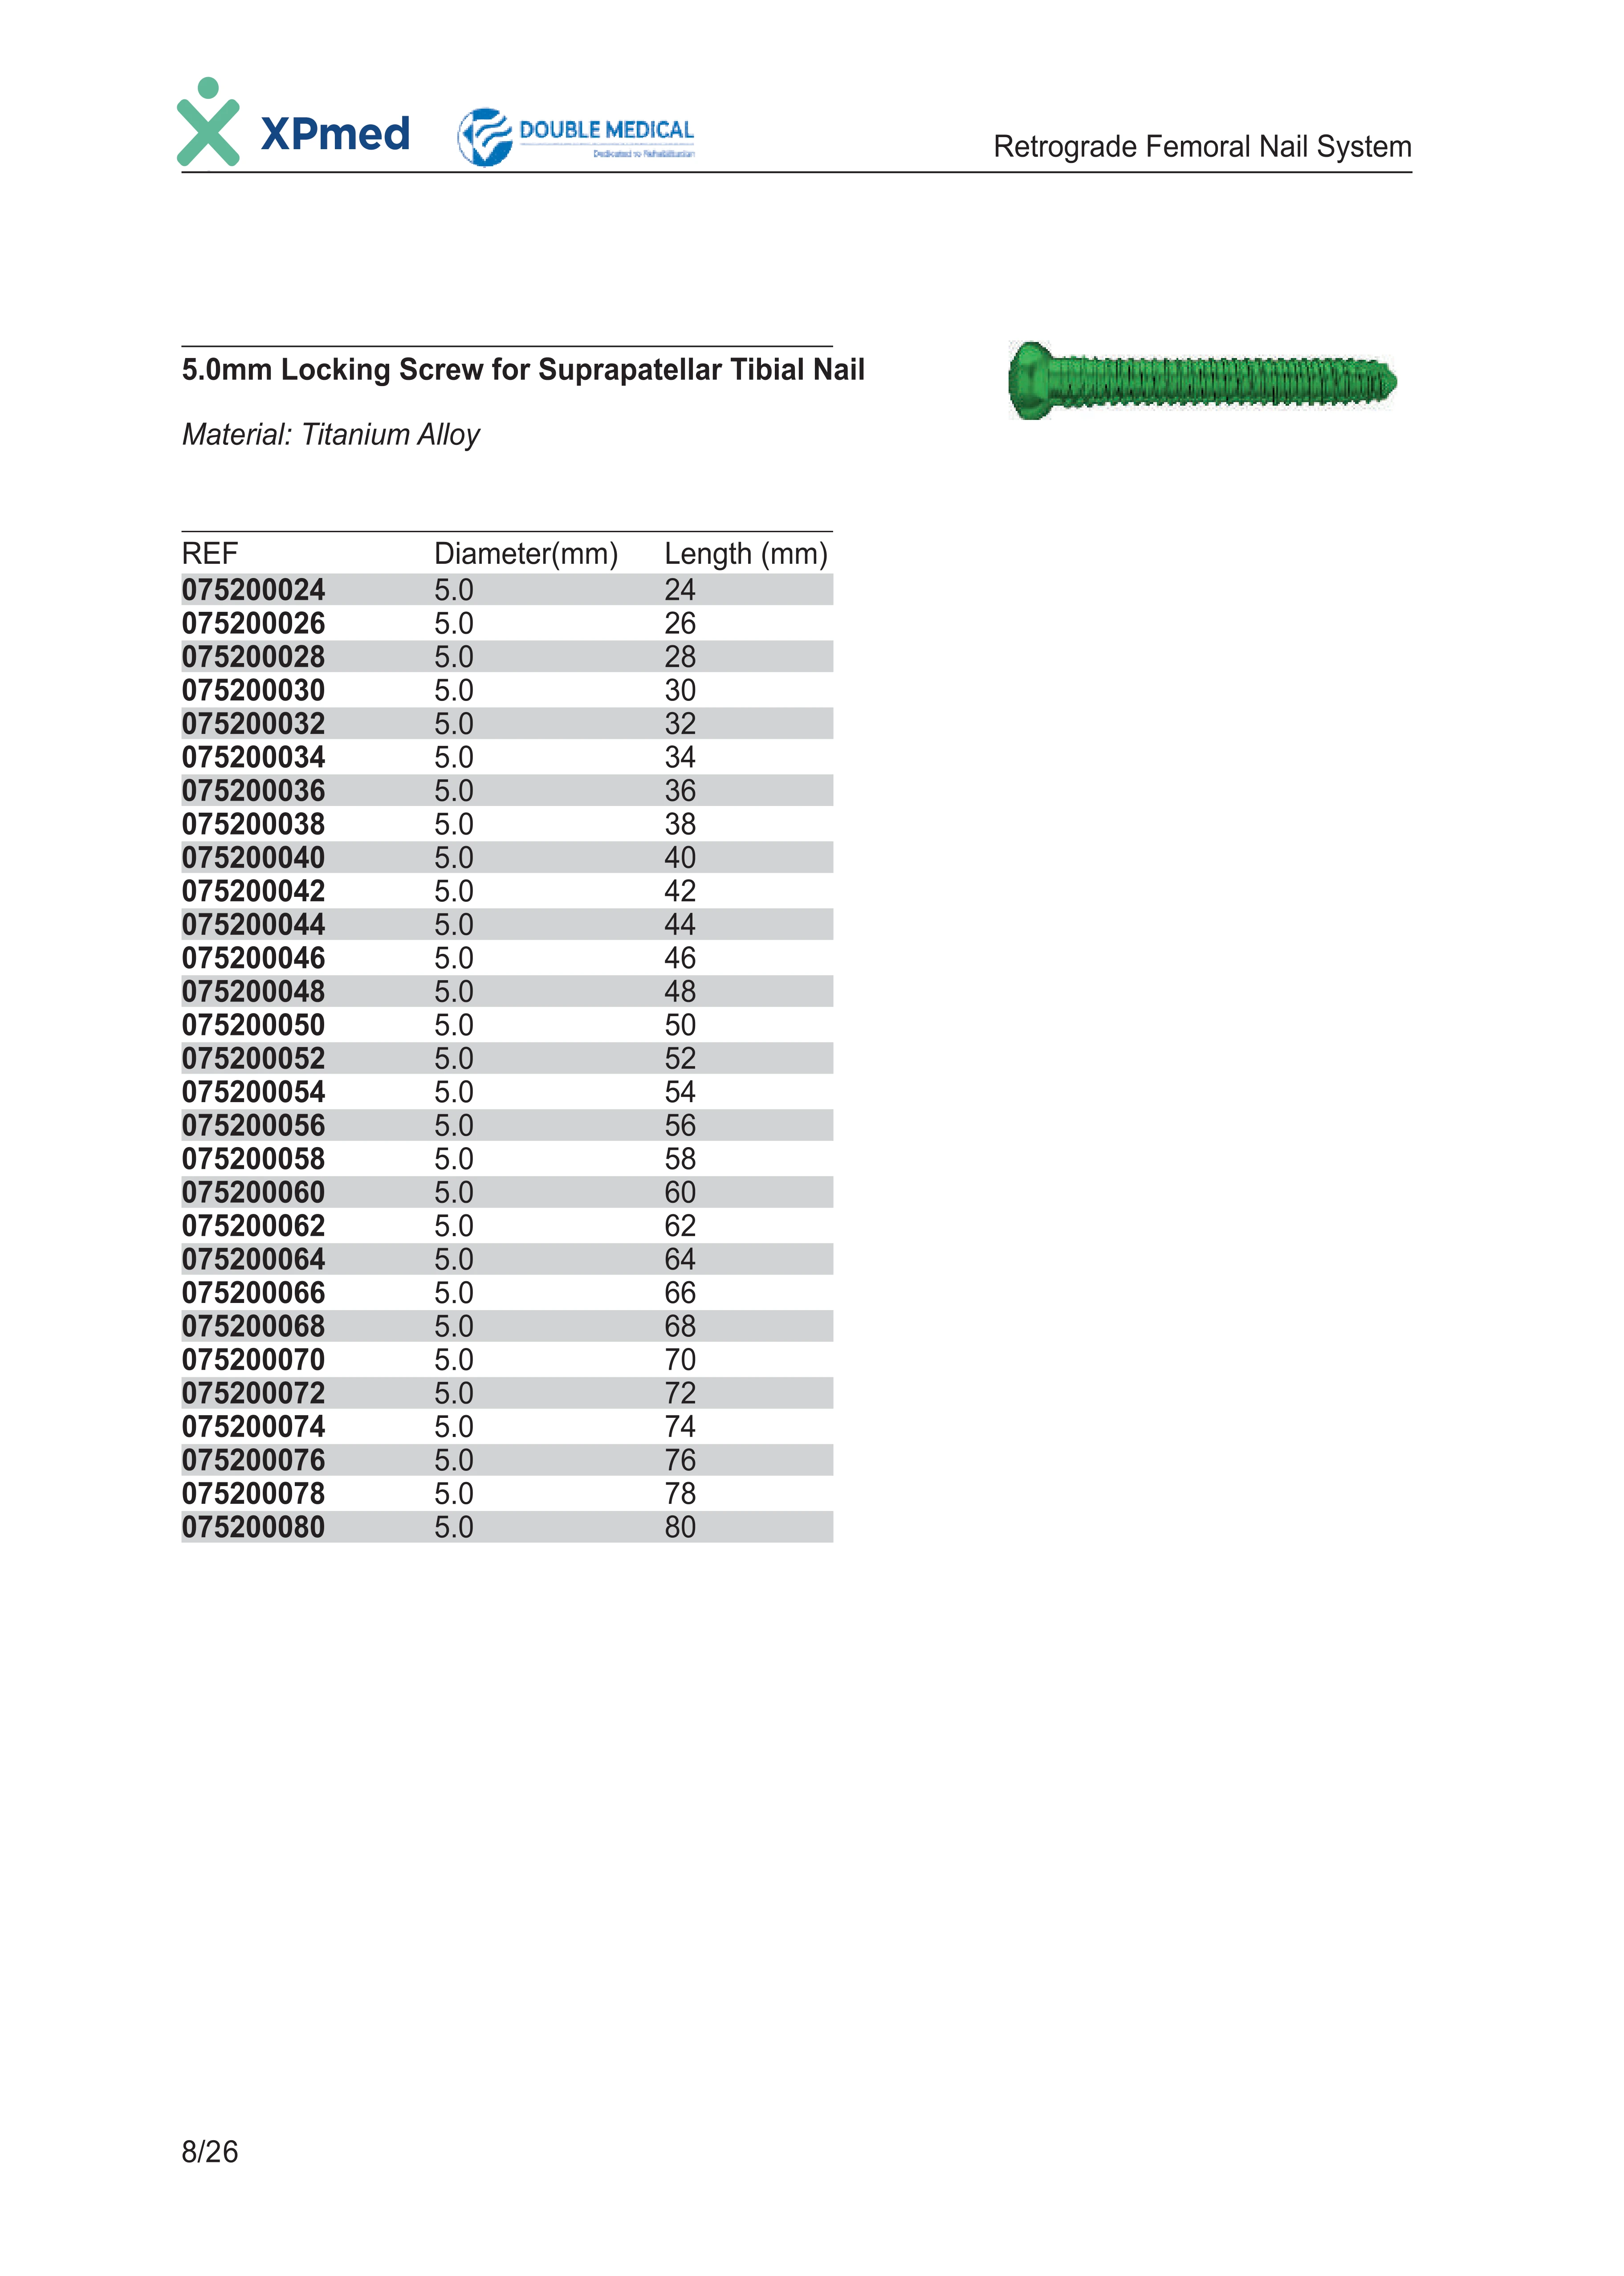 XPmed
DOUBLE MEDICAL
Dedicated to Rehabilitation
Retrograde Femoral Nail System
5.0mm Locking Screw for Suprapatellar Tibial Nail
Material: Titanium Alloy
REF Diameter(mm) Length (mm)
075200024 5.0 24
075200026 5.0 26
075200028 5.0 28
075200030 5.0 30
075200032 5.0 32
075200034 5.0 34
075200036 5.0 36
075200038 5.0 38
075200040 5.0 40
075200042 5.0 42
075200044 5.0 44
075200046 5.0 46
075200048 5.0 48
075200050 5.0 50
075200052 5.0 52
075200054 5.0 54
075200056 5.0 56
075200058 5.0 58
075200060 5.0 60
075200062 5.0 62
075200064 5.0 64
075200066 5.0 66
075200068 5.0 68
075200070 5.0 70
075200072 5.0 72
075200074 5.0 74
075200076 5.0 76
075200078 5.0 78
075200080 5.0 80
8/26